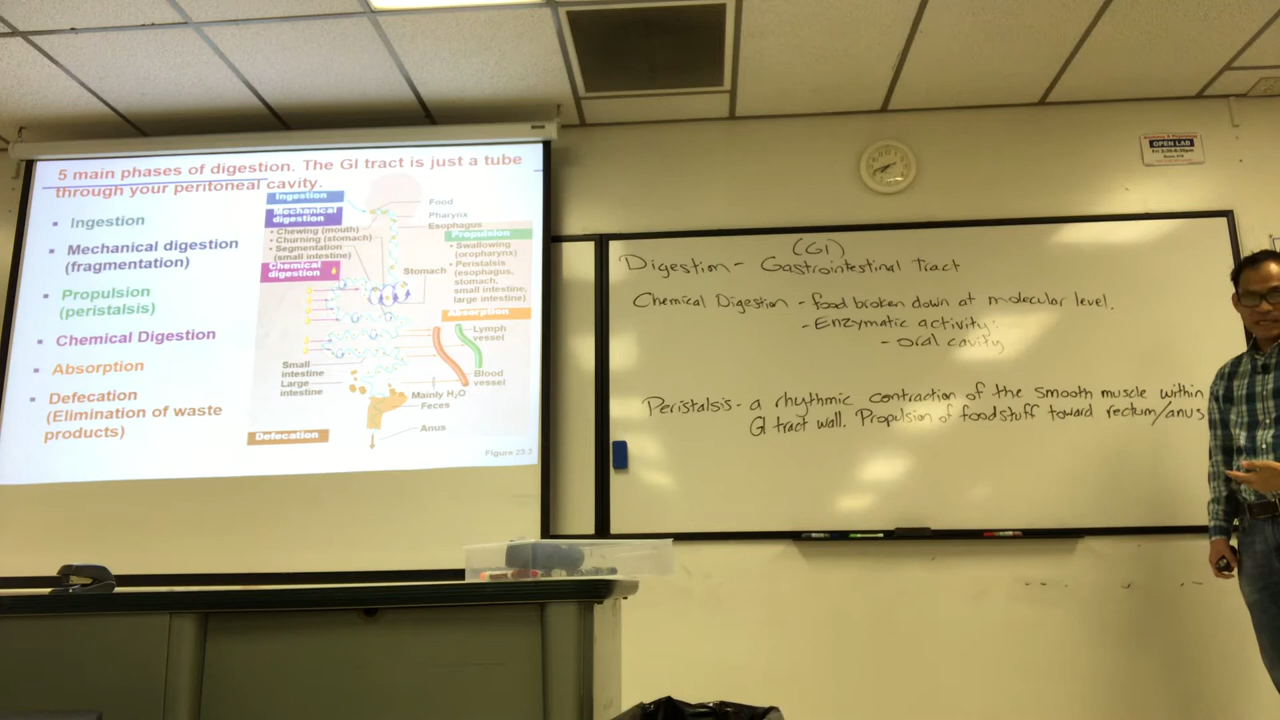 5 main phases of digestion. The GI tract is just a tube
through your peritoneal cavity.
Ingestion
Mechanical digestion
(fragmentation)
Propulsion
(peristalsis)
Chemical Digestion
Absorption
Defecation
(Elimination of waste
products)
Ingestion
Mechanical
digestion
• Chewing (mouth)
• Churning (stomach)
• Segmentation
(small intestine)
Chemical
digestion
Food
Pharynx
Esophagus
Propulsion
• Swallowing
(oropharynx)
• Peristalsis
(esophagus,
stomach,
small intestine,
large intestine)
Stomach
Absorption
Lymph
vessel
Small
intestine
Large
intestine
Blood
vessel
Mainly H2O
Feces
Anus
Defecation
(GI)
Digestion - Gastrointestinal Tract
Chemical Digestion - food broken down at molecular level.
- Enzymatic activity:
- oral cavity
Peristalsis - a rhythmic contraction of the smooth muscle within
GI tract wall. Propulsion of foodstuff toward rectum/anus
Anatomy & Physiology
OPEN LAB